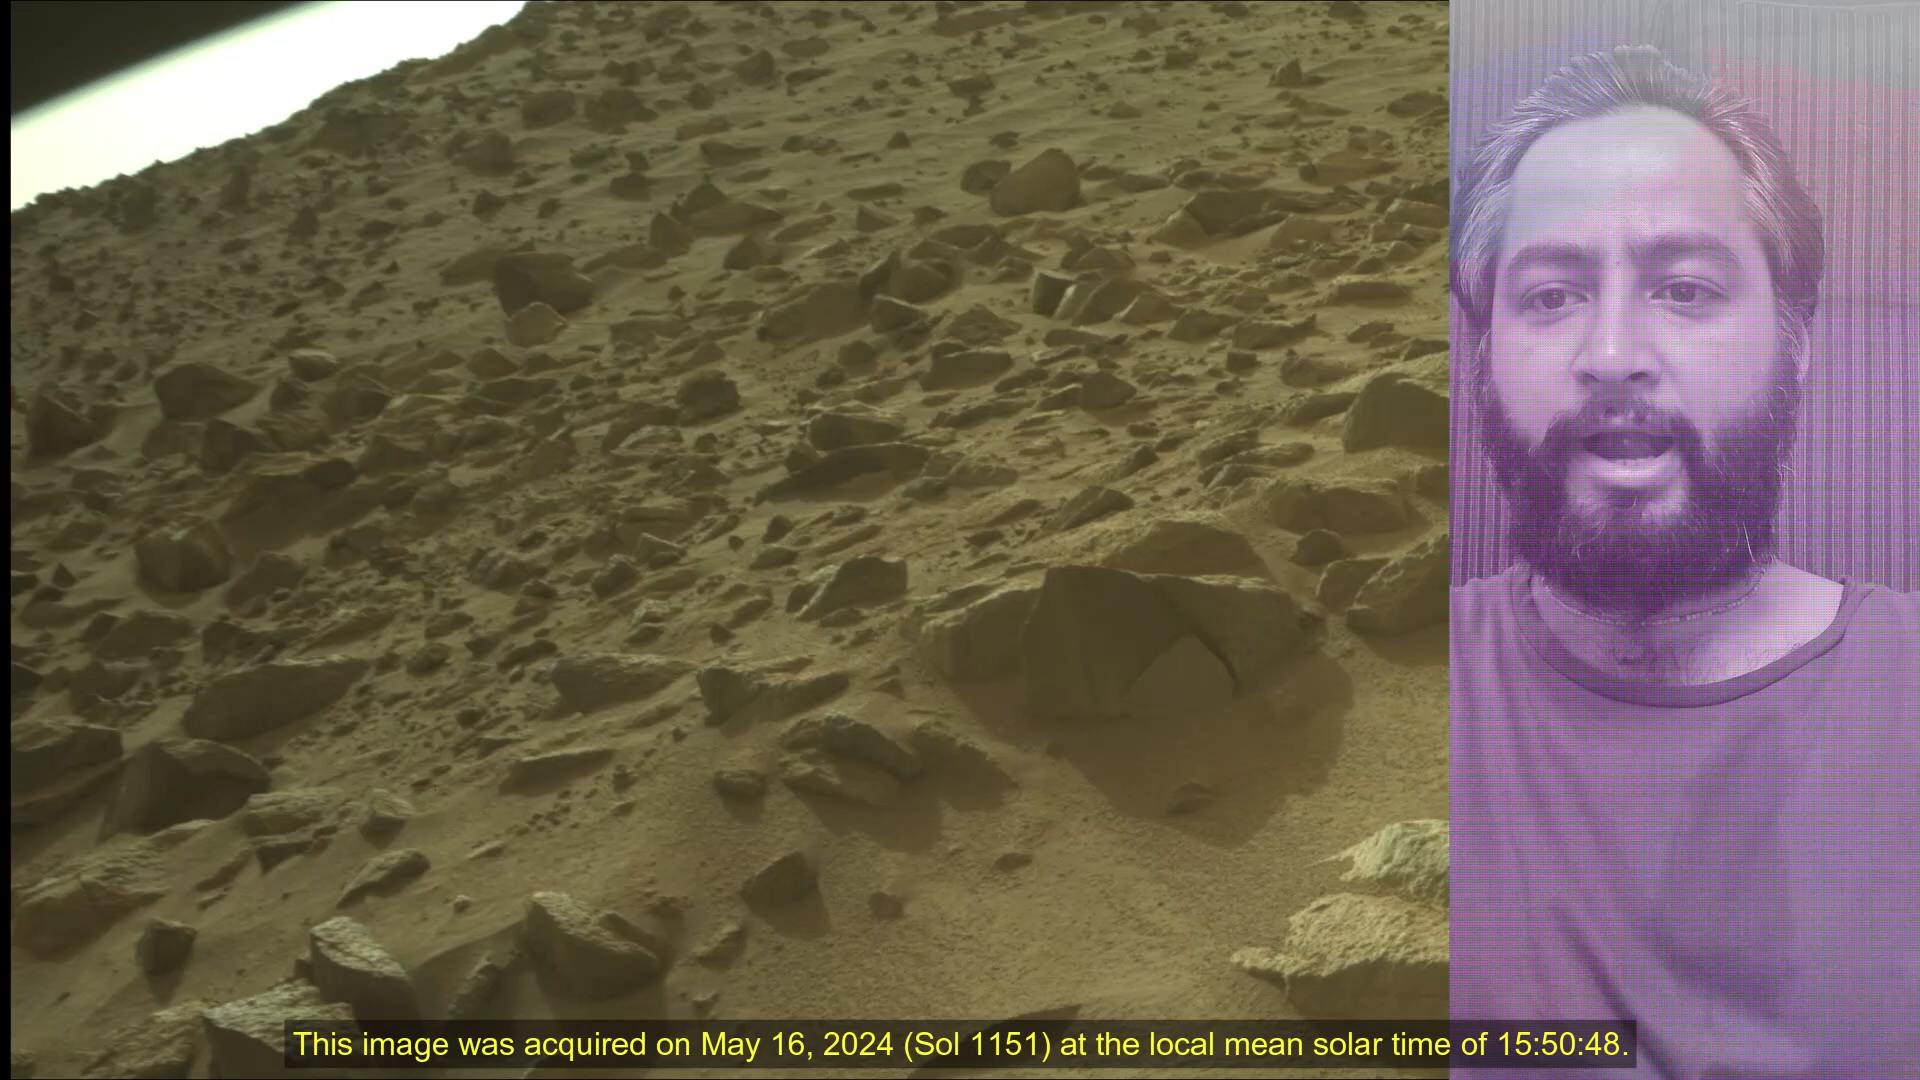 This image was acquired on May 16, 2024 (Sol 1151) at the local mean solar time of 15:50:48.